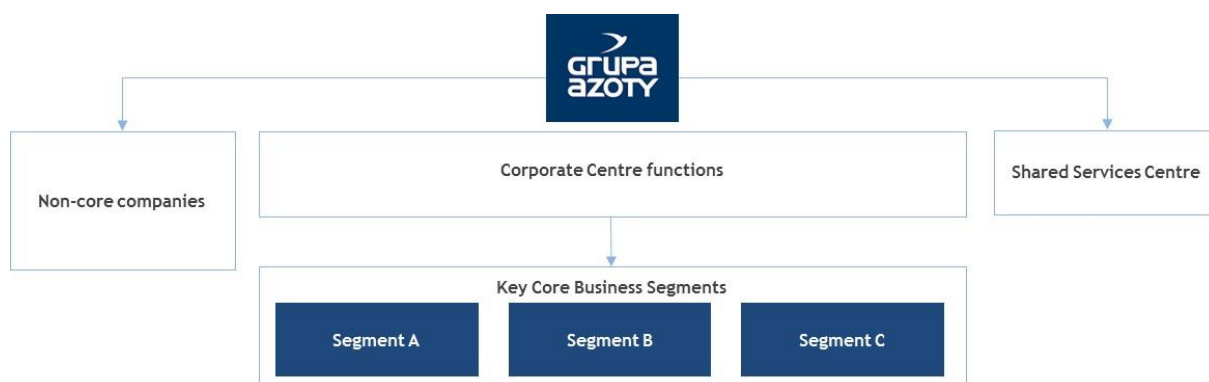 GRUPA
AZOTY
Non-core companies
Corporate Centre functions
Shared Services Centre
Key Core Business Segments
Segment A
Segment B
Segment C